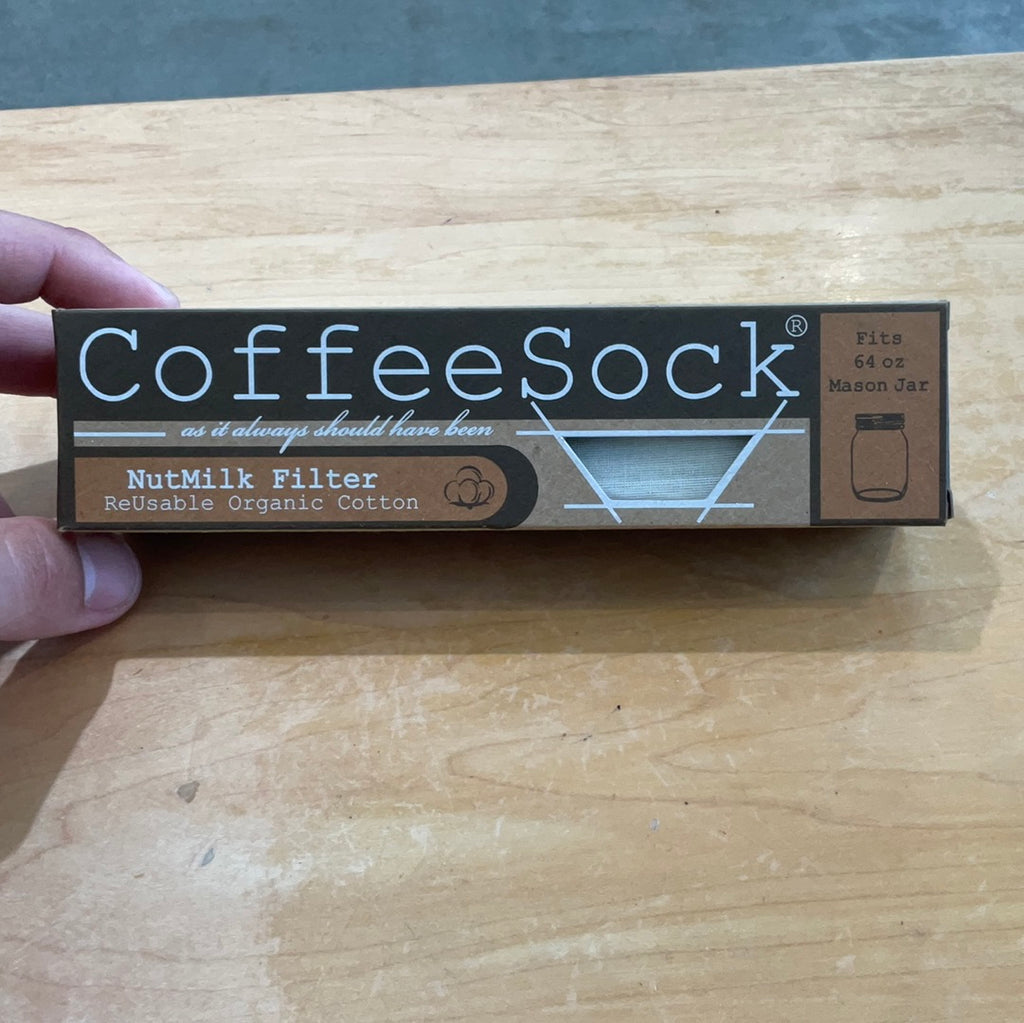 CoffeeSock®
as it always should have been
NutMilk Filter
ReUsable Organic Cotton
Fits
64 oz
Mason Jar